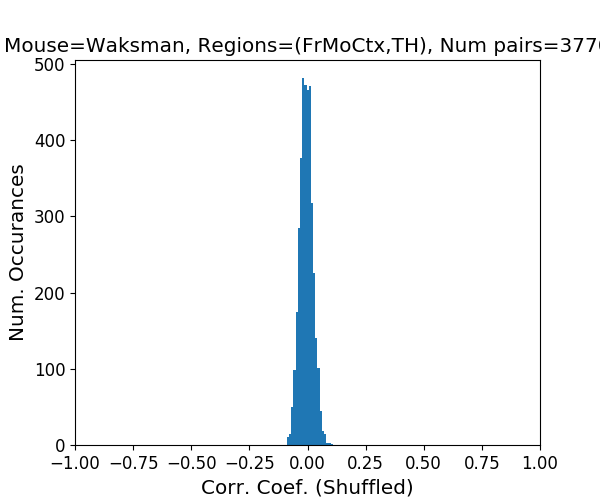 Mouse=Waksman, Regions=(FrMoCtx,TH), Num pairs=377
500
400
300
200
100
0
Num. Occurances
−1.00 −0.75 −0.50 −0.25 0.00 0.25 0.50 0.75 1.00
Corr. Coef. (Shuffled)